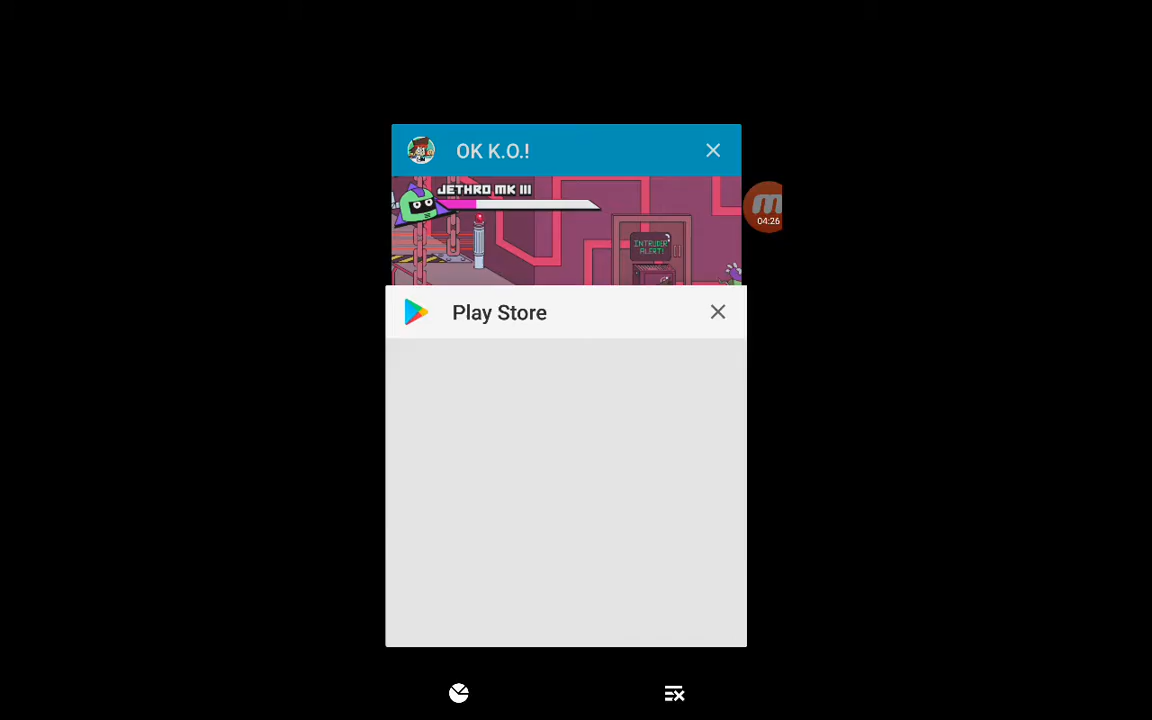 OK K.O.!
JETHRO MK III
04:26
INTRUDER
ALERT!
Play Store